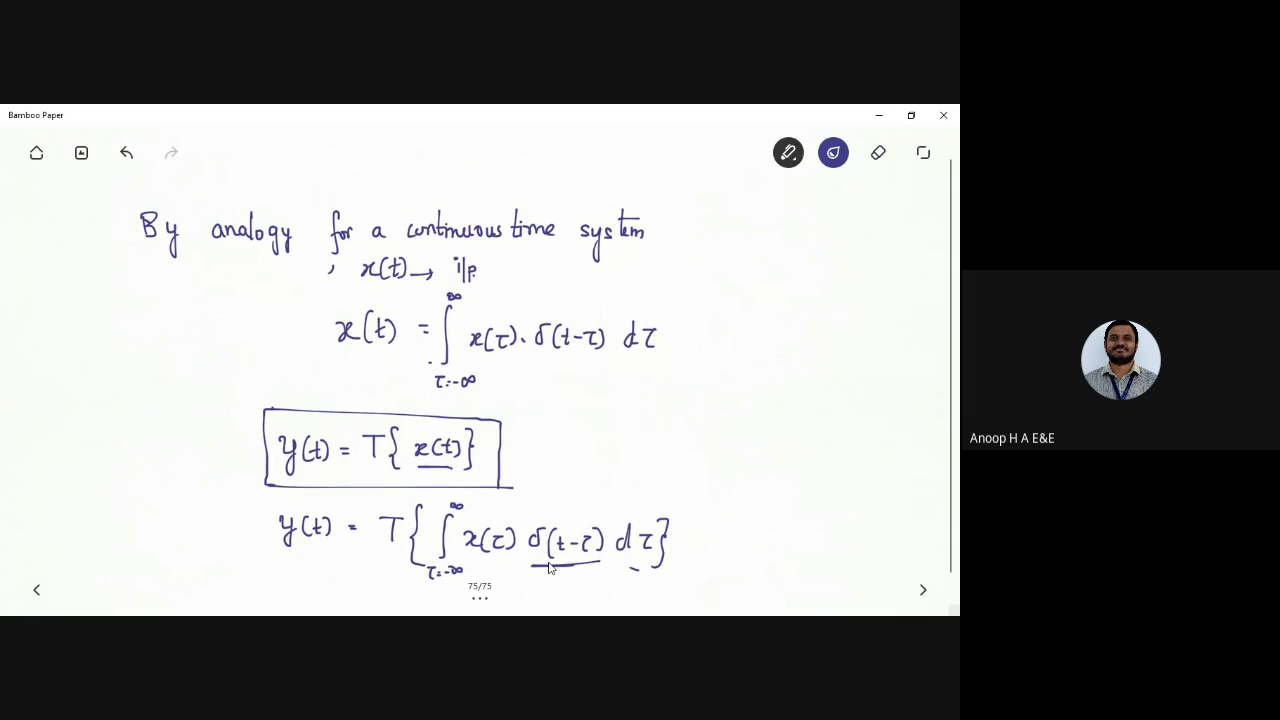 Bamboo Paper
By analogy for a continuous time system
, x(t) → i/p
x(t) = ∫_{τ=-∞}^{∞} x(τ). δ(t-τ) dτ
y(t) = T{ x(t)}
y(t) = T{ ∫_{τ=-∞}^{∞} x(τ) δ(t-τ) dτ}
75/75
Anoop H A E&E